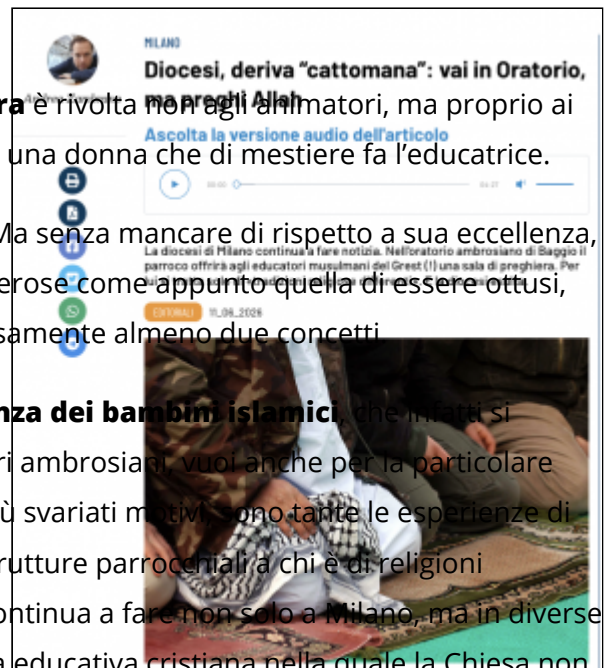 MILANO
Diocesi, deriva “cattomana”: vai in Oratorio,
ma preghi Allah
ra è rivolta non agli animatori, ma proprio ai
Ascolta la versione audio dell'articolo
una donna che di mestiere fa l’educatrice.
00:00
Ma senza mancare di rispetto a sua eccellenza,
La diocesi di Milano continua a fare notizia. Nell'oratorio ambrosiano di Baggio il
parroco offrirà agli educatori musulmani del Grest (!) una sala di preghiera. Per
erose come appunto quella di essere ottusi,
EDITORIALI 11_06_2026
samente almeno due concetti.
nza dei bambini islamici, che infatti si
ri ambrosiani, vuoi anche per la particolare
ù svariati motivi, sono tante le esperienze di
rutture parrocchiali a chi è di religioni
ontinua a fare non solo a Milano, ma in diverse
a educativa cristiana nella quale la Chiesa non